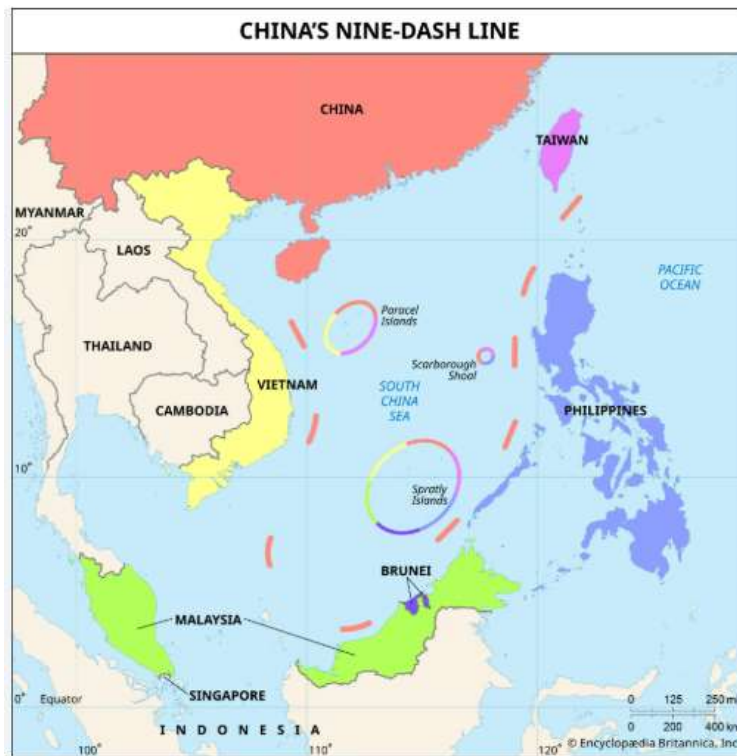 CHINA'S NINE-DASH LINE
CHINA
TAIWAN
MYANMAR
20°
LAOS
PACIFIC
OCEAN
Paracel
Islands
THAILAND
Scarborough
Shoal
VIETNAM
SOUTH
CHINA
SEA
CAMBODIA
PHILIPPINES
10°
Spratly
Islands
BRUNEI
MALAYSIA
SINGAPORE
0°
Equator
0 125 250 mi
0 200 400 km
INDONESIA
100°
110°
120°
© Encyclopædia Britannica, Inc.